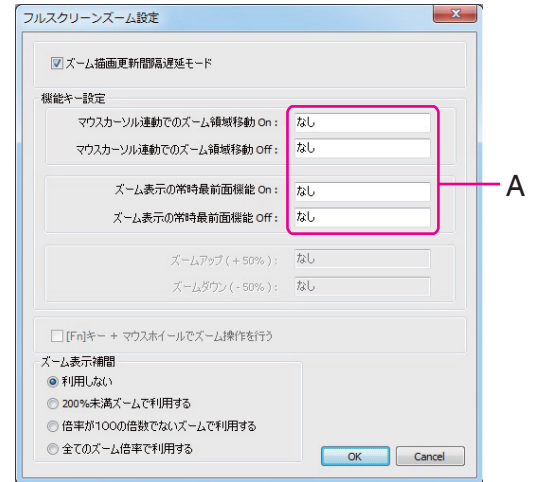 フルスクリーンズーム設定
ズーム描画更新間隔遅延モード
機能キー設定
マウスカーソル連動でのズーム領域移動 On : なし
マウスカーソル連動でのズーム領域移動 Off : なし
A
ズーム表示の常時最前面機能 On : なし
ズーム表示の常時最前面機能 Off : なし
ズームアップ ( + 50% ) : なし
ズームダウン ( - 50% ) : なし
[Fn]キー + マウスホイールでズーム操作を行う
ズーム表示補間
利用しない
200%未満ズームで利用する
倍率が100の倍数でないズームで利用する
全てのズーム倍率で利用する
OK Cancel